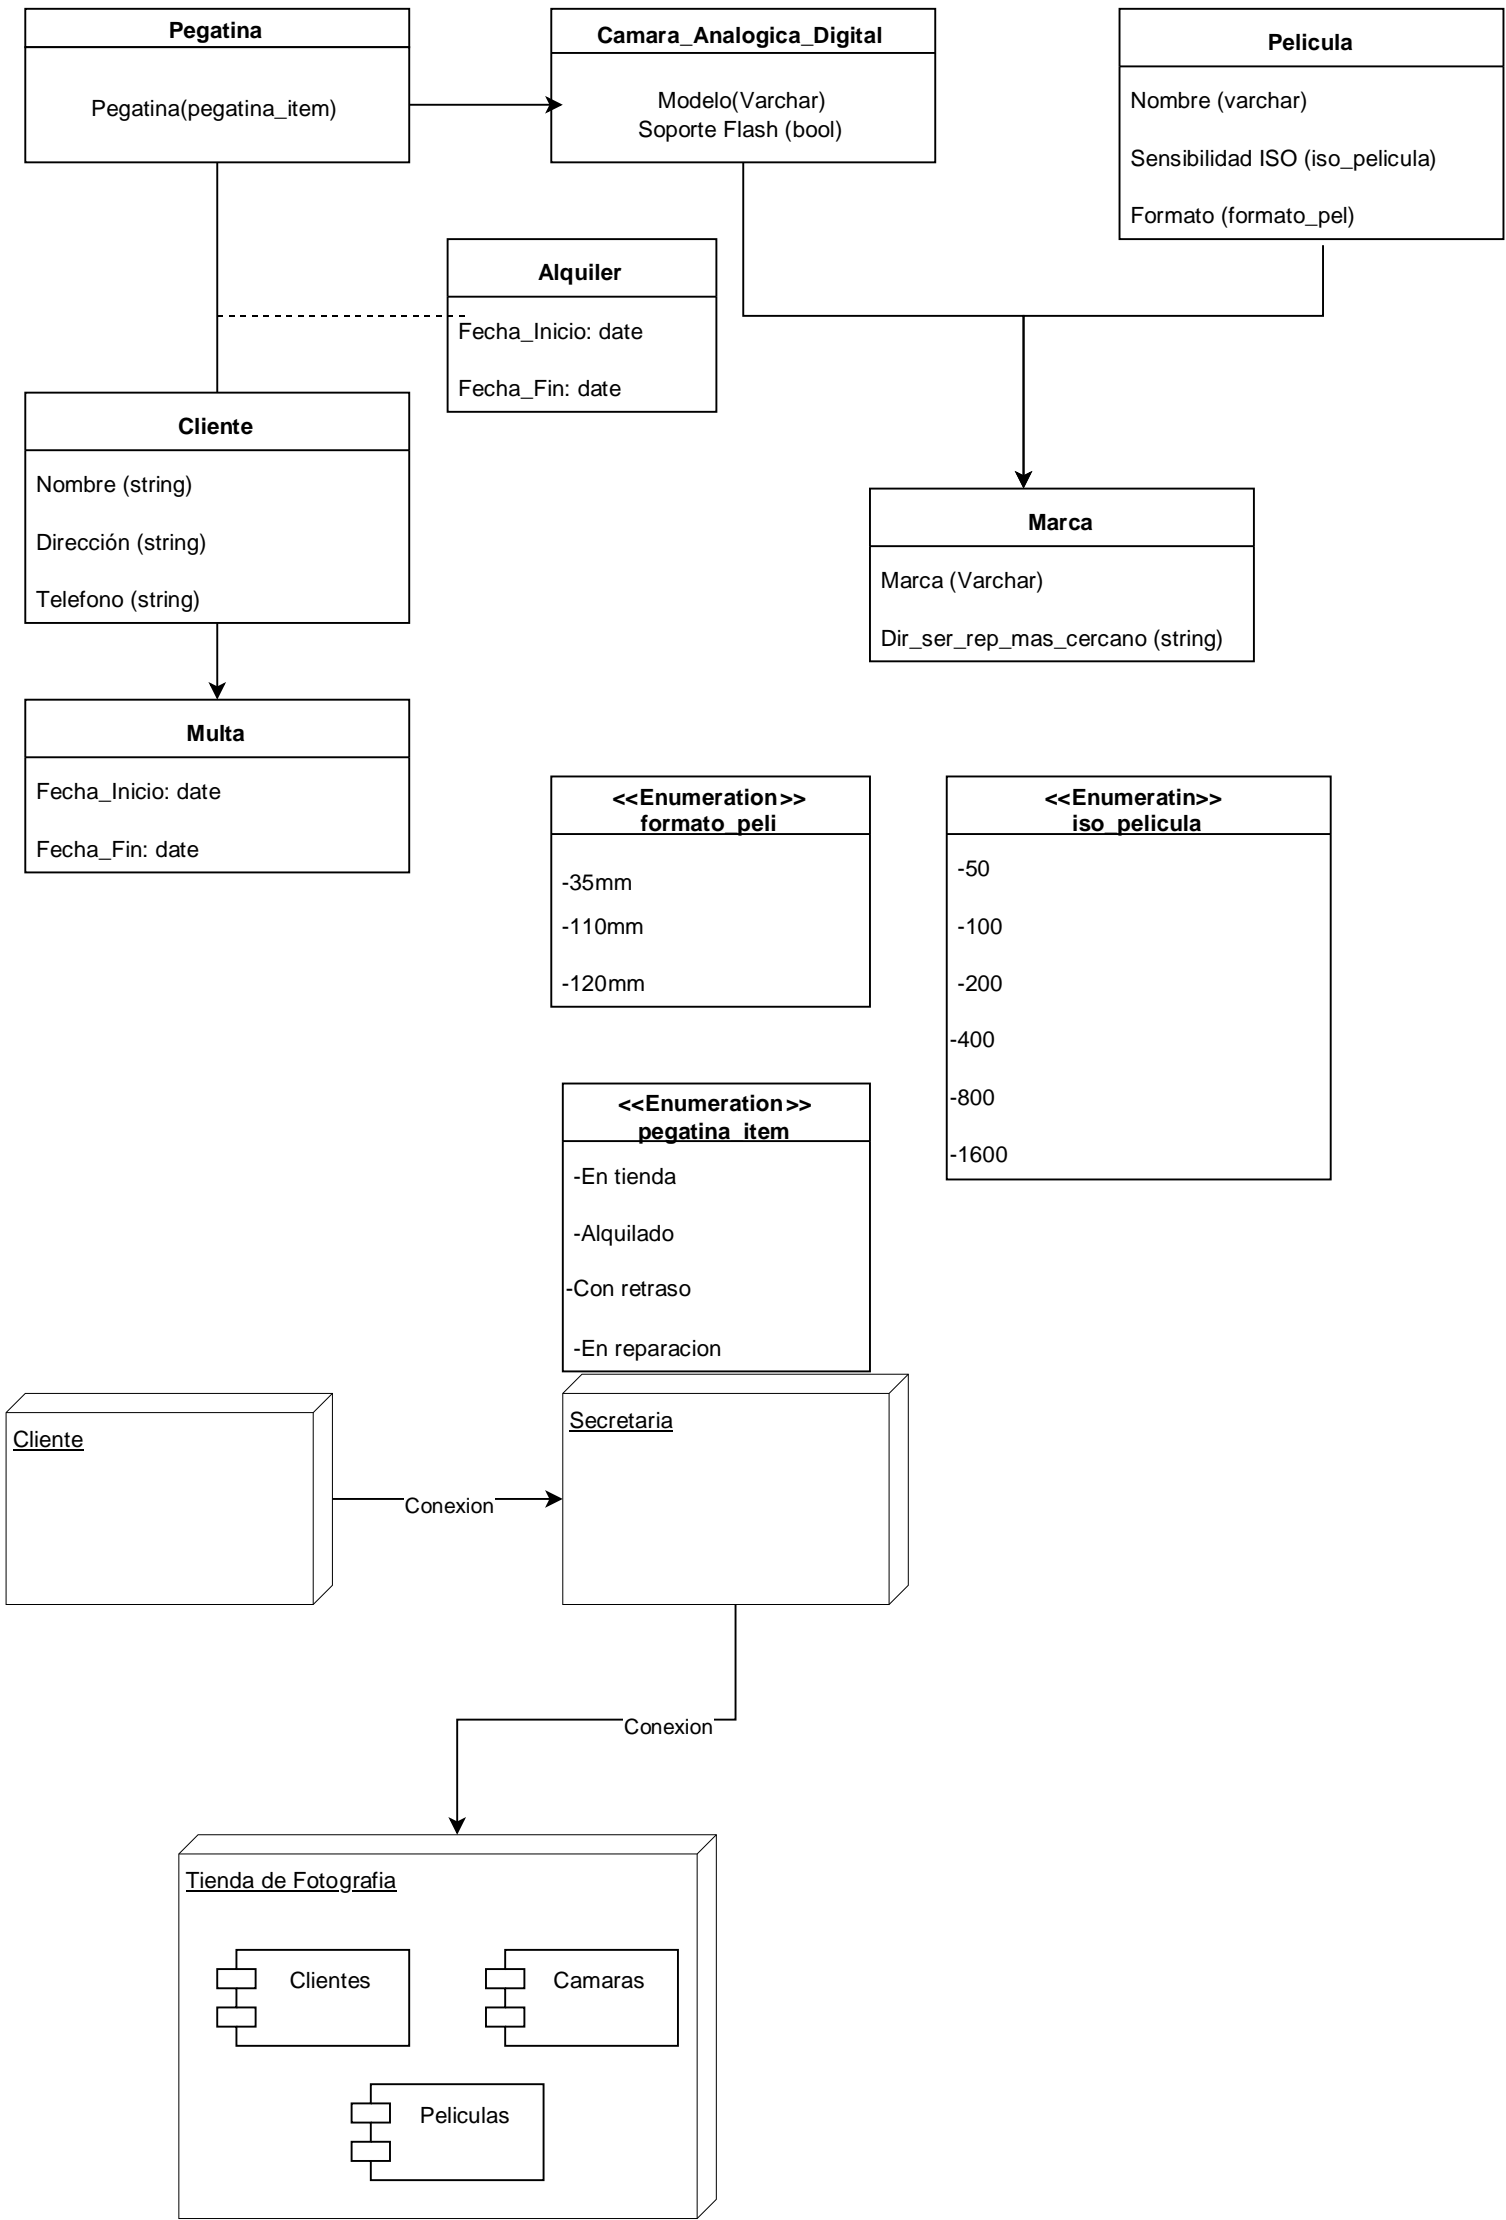 Pegatina
Pegatina(pegatina_item)
Camara_Analogica_Digital
Modelo(Varchar)
Soporte Flash (bool)
Pelicula
Nombre (varchar)
Sensibilidad ISO (iso_pelicula)
Formato (formato_pel)
Alquiler
Fecha_Inicio: date
Fecha_Fin: date
Cliente
Nombre (string)
Dirección (string)
Telefono (string)
Marca
Marca (Varchar)
Dir_ser_rep_mas_cercano (string)
Multa
Fecha_Inicio: date
Fecha_Fin: date
<<Enumeration>>
formato_peli
-35mm
-110mm
-120mm
<<Enumeratin>>
iso_pelicula
-50
-100
-200
-400
-800
-1600
<<Enumeration>>
pegatina_item
-En tienda
-Alquilado
-Con retraso
-En reparacion
Cliente
Conexion
Secretaria
Conexion
Tienda de Fotografia
Clientes
Camaras
Peliculas